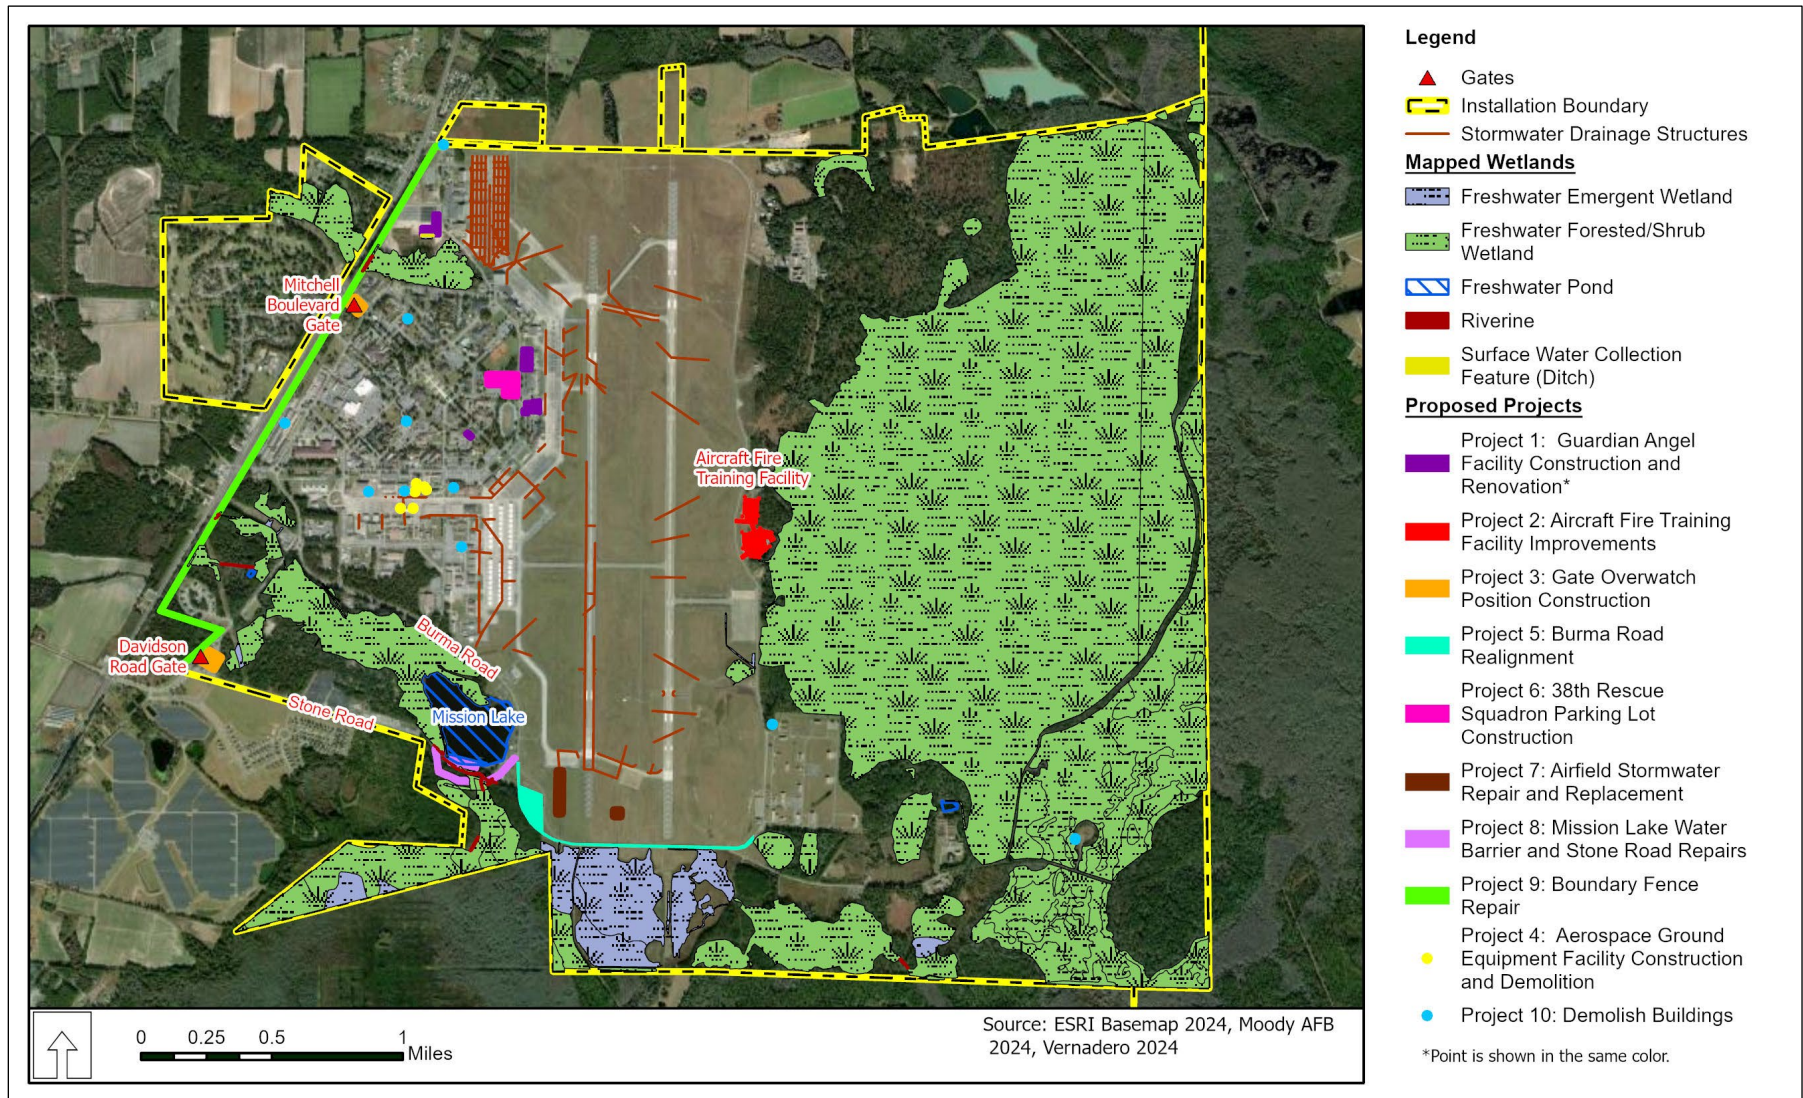 Mitchell
Boulevard
Gate
Aircraft Fire
Training Facility
Burma Road
Davidson
Road Gate
Stone Road
Mission Lake
0 0.25 0.5 1
Miles
Source: ESRI Basemap 2024, Moody AFB
2024, Vernadero 2024
Legend
Gates
Installation Boundary
Stormwater Drainage Structures
Mapped Wetlands
Freshwater Emergent Wetland
Freshwater Forested/Shrub
Wetland
Freshwater Pond
Riverine
Surface Water Collection
Feature (Ditch)
Proposed Projects
Project 1: Guardian Angel
Facility Construction and
Renovation*
Project 2: Aircraft Fire Training
Facility Improvements
Project 3: Gate Overwatch
Position Construction
Project 5: Burma Road
Realignment
Project 6: 38th Rescue
Squadron Parking Lot
Construction
Project 7: Airfield Stormwater
Repair and Replacement
Project 8: Mission Lake Water
Barrier and Stone Road Repairs
Project 9: Boundary Fence
Repair
Project 4: Aerospace Ground
Equipment Facility Construction
and Demolition
Project 10: Demolish Buildings
*Point is shown in the same color.